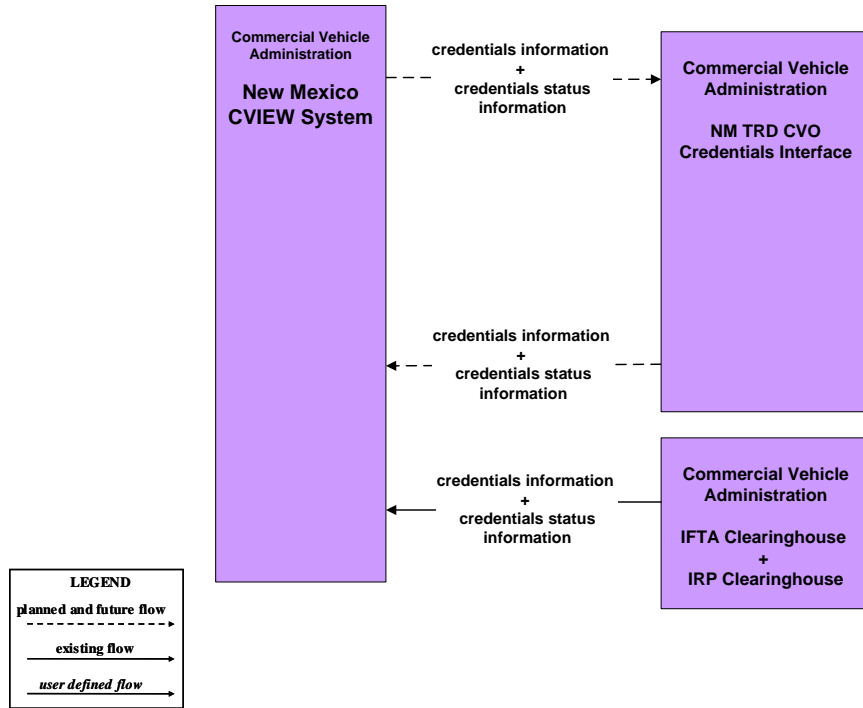 Commercial Vehicle
Administration
New Mexico
CVIEW System
credentials information
+
credentials status
information
Commercial Vehicle
Administration
NM TRD CVO
Credentials Interface
credentials information
+
credentials status
information
credentials information
+
credentials status
information
Commercial Vehicle
Administration
IFTA Clearinghouse
+
IRP Clearinghouse
LEGEND
planned and future flow
existing flow
user defined flow